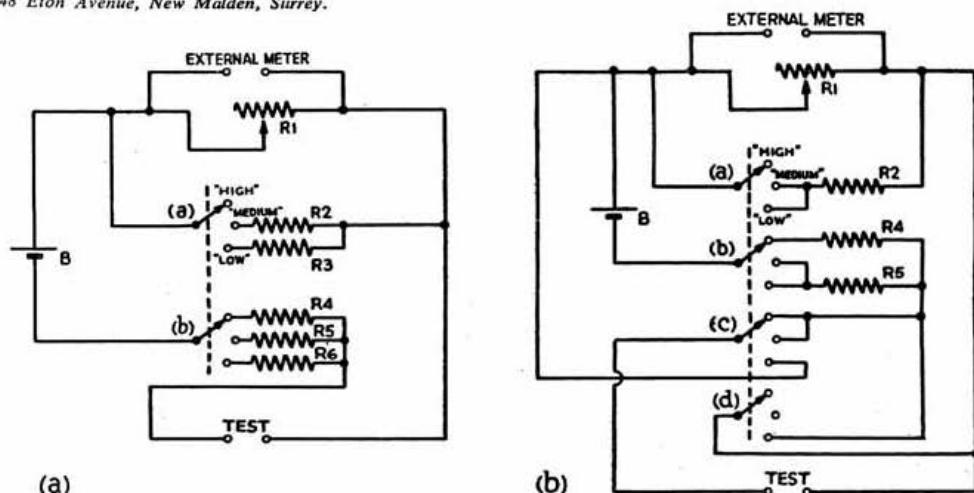 48 Eton Avenue, New Malden, Surrey.
EXTERNAL METER
R1
"HIGH"
(a)
"MEDIUM"
R2
"LOW"
R3
B
R4
(b)
R5
R6
TEST
(a)
EXTERNAL METER
R1
"HIGH"
(a)
"MEDIUM"
R2
"LOW"
B
R4
(b)
R5
(c)
(d)
TEST
(b)